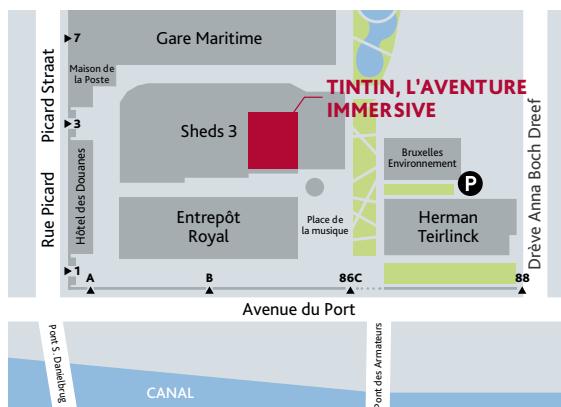 7
Gare Maritime
Maison de
la Poste
TINTIN, L'AVENTURE
IMMERSIVE
Picard Straat
3
Sheds 3
Bruxelles
Environnement
P
Drève Anna Boch Dreef
Hôtel des Douanes
Rue Picard
Entrepôt
Royal
Place de
la musique
Herman
Teirlinck
1
A
B
86C
88
Avenue du Port
Pont S. Danielbrug
Pont des Armateurs
CANAL